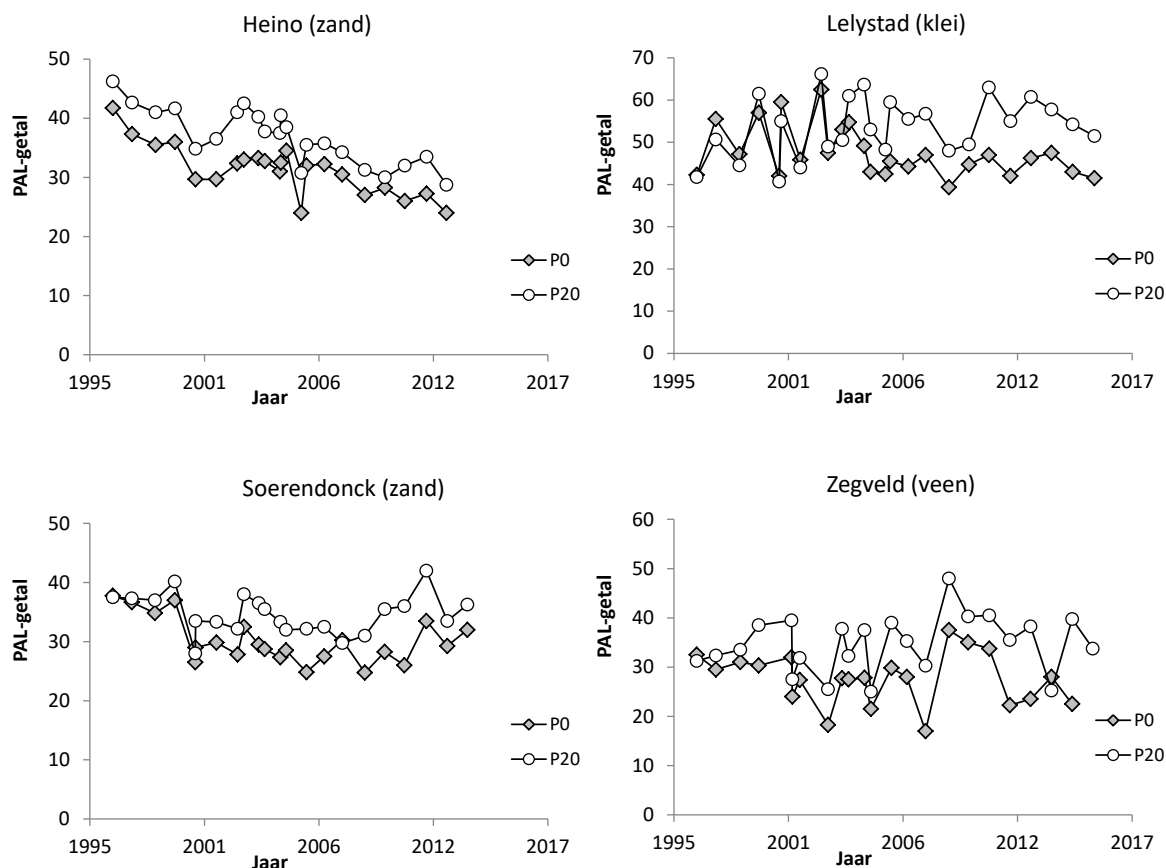 Heino (zand)
50
40
30
20
10
0
1995 2001 2006 2012 2017
PAL-getal
Jaar
P0
P20
Lelystad (klei)
70
60
50
40
30
20
10
0
1995 2001 2006 2012 2017
PAL-getal
Jaar
P0
P20
Soerendonck (zand)
50
40
30
20
10
0
1995 2001 2006 2012 2017
PAL-getal
Jaar
P0
P20
Zegveld (veen)
60
50
40
30
20
10
0
1995 2001 2006 2012 2017
PAL-getal
Jaar
P0
P20